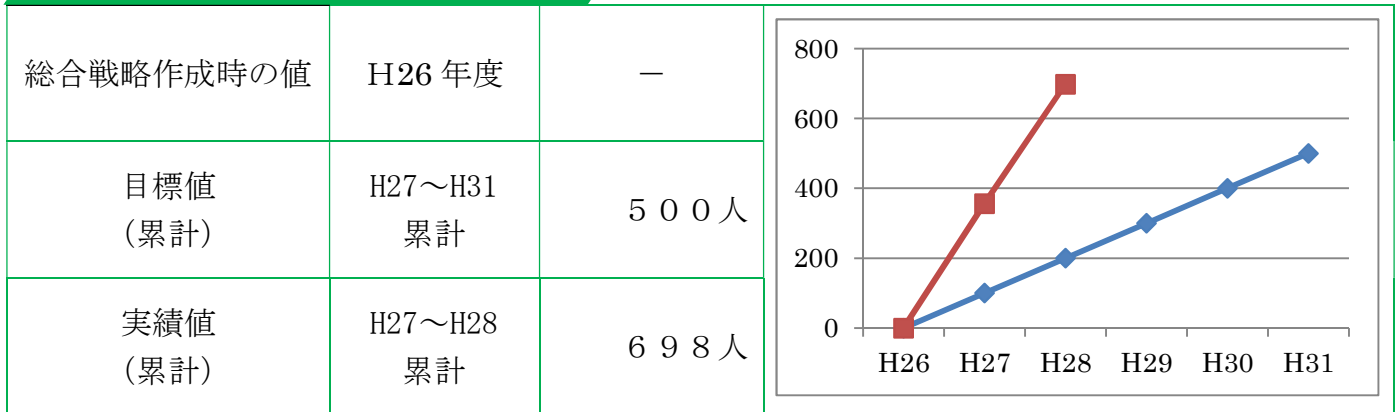 総合戦略作成時の値
H26 年度
－
目標値
(累計)
H27～H31
累計
５００人
実績値
(累計)
H27～H28
累計
６９８人
800
600
400
200
0
H26 H27 H28 H29 H30 H31